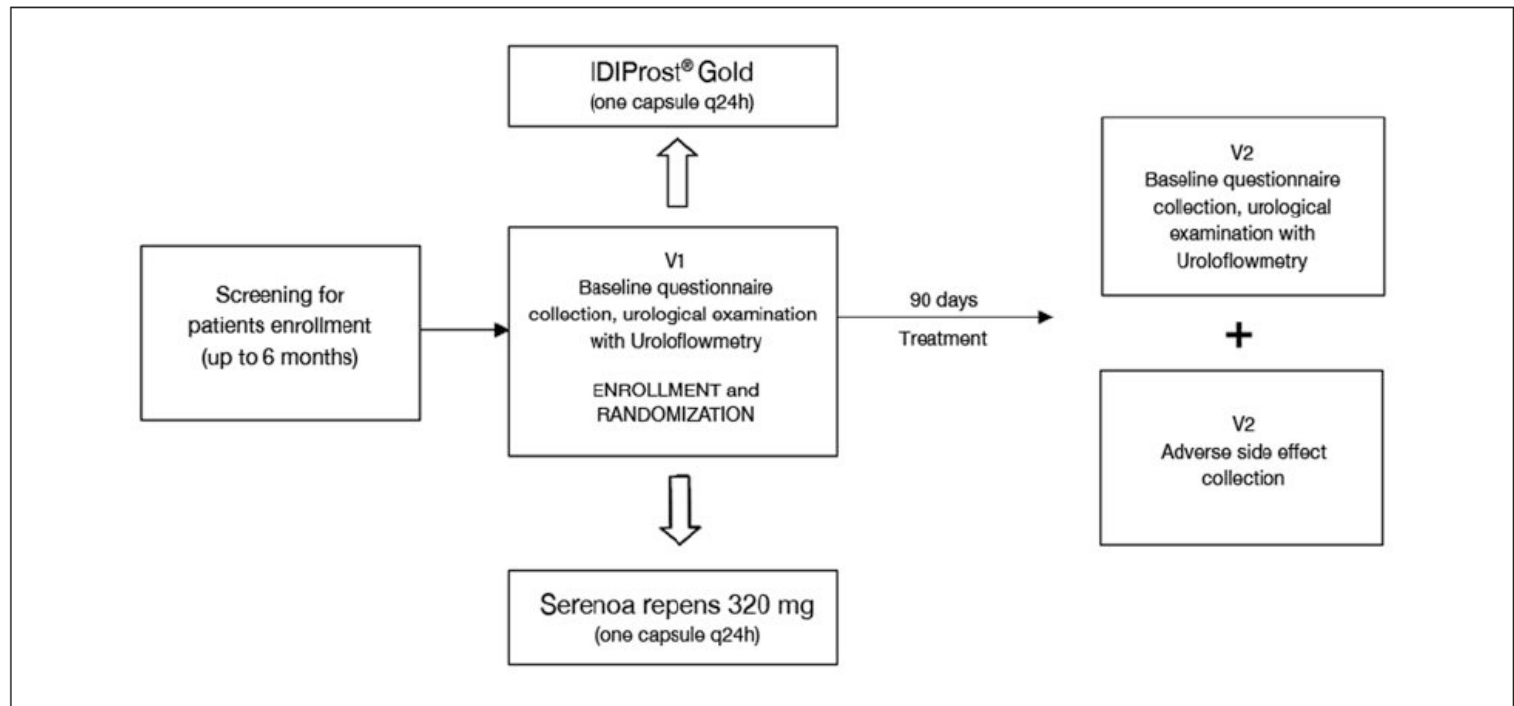 IDIProst® Gold
(one capsule q24h)
Screening for
patients enrollment
(up to 6 months)
V1
Baseline questionnaire
collection, urological examination
with Uroloflowmetry
ENROLLMENT and
RANDOMIZATION
90 days
Treatment
V2
Baseline questionnaire
collection, urological
examination with
Uroloflowmetry
+
V2
Adverse side effect
collection
Serenoa repens 320 mg
(one capsule q24h)